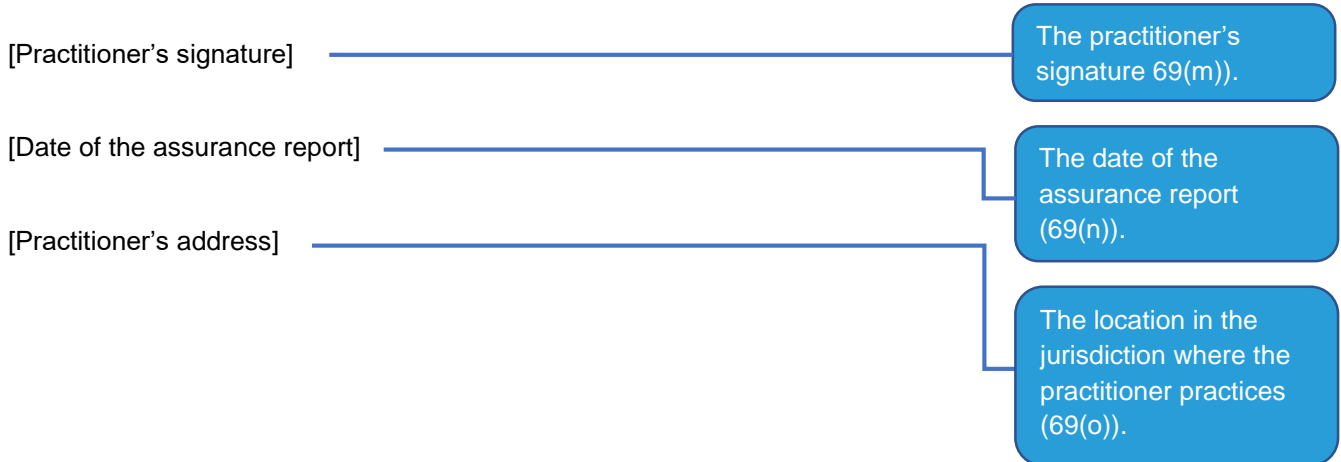 [Practitioner’s signature]
The practitioner’s
signature 69(m)).
[Date of the assurance report]
The date of the
assurance report
(69(n)).
[Practitioner’s address]
The location in the
jurisdiction where the
practitioner practices
(69(o)).